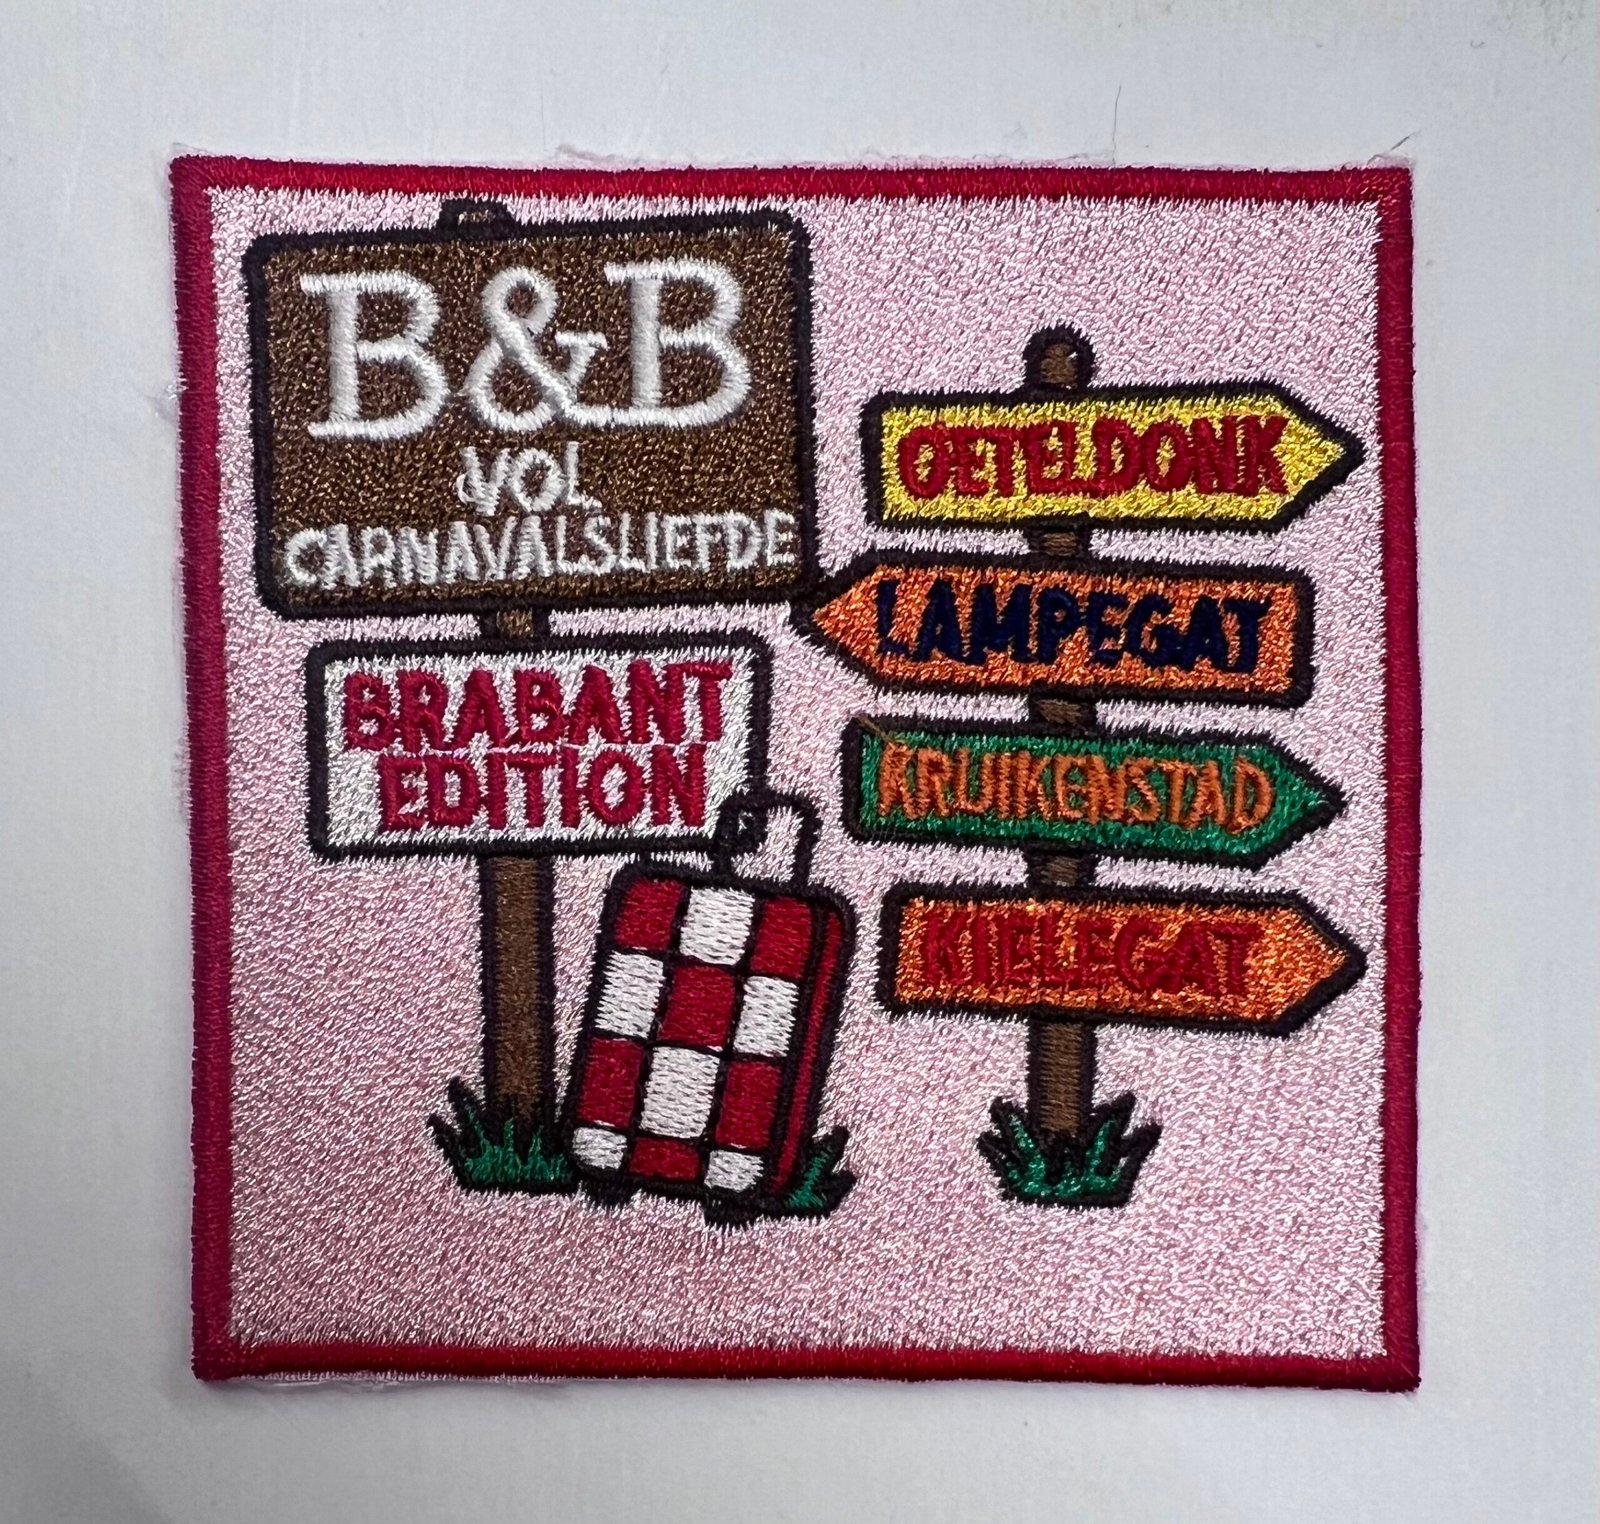 B&B
VOL
CARNAVALSLIEFDE
BRABANT
EDITION
OETELDONK
LAMPEGAT
KRUIKENSTAD
KIELEGAT